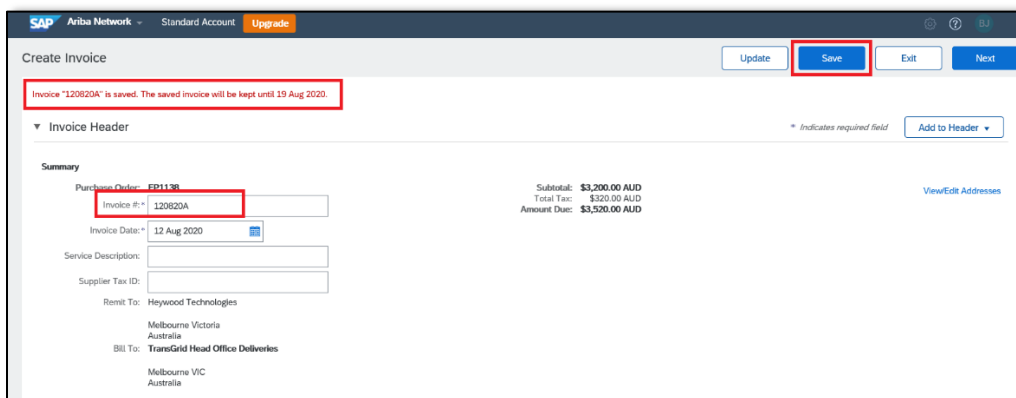 SAP Ariba Network Standard Account Upgrade ? BJ
Create Invoice Update Save Exit Next
Invoice "120820A" is saved. The saved invoice will be kept until 19 Aug 2020.
▼ Invoice Header * Indicates required field Add to Header ▼
Summary
Purchase Order: EP1138 Subtotal: $3,200.00 AUD View/Edit Addresses
Invoice #:* 120820A Total Tax: $320.00 AUD
Amount Due: $3,520.00 AUD
Invoice Date:* 12 Aug 2020
Service Description:
Supplier Tax ID:
Remit To: Heywood Technologies
Melbourne Victoria
Australia
Bill To: TransGrid Head Office Deliveries
Melbourne VIC
Australia